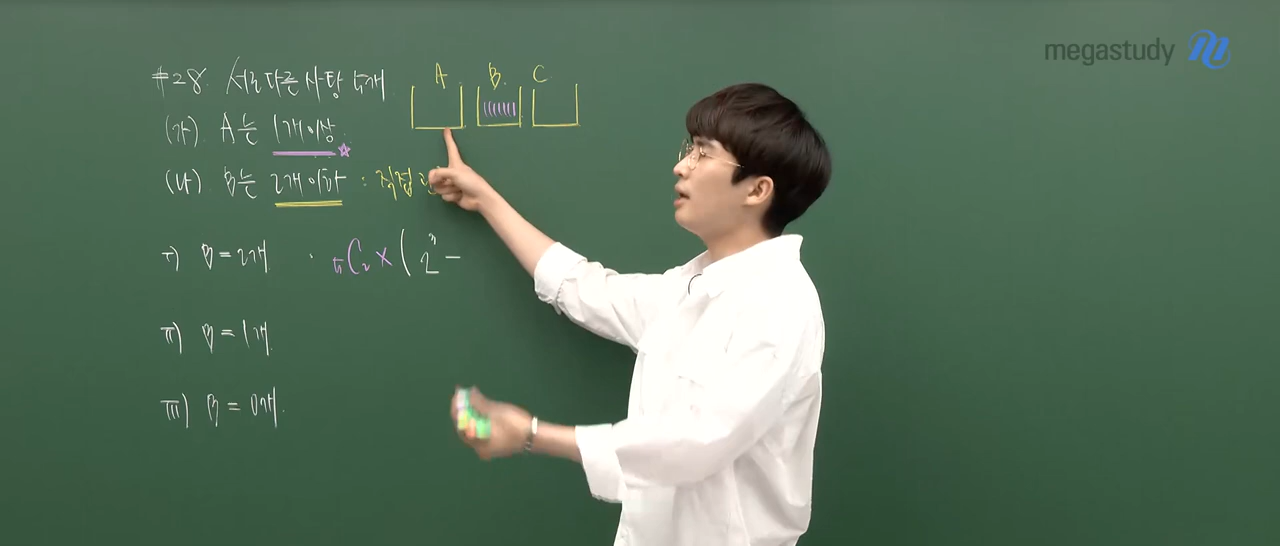 megastudy
#28. 서로 다른 사탕 5개
A B. C
(가) A는 1개 이상
(나) B는 2개 이하 : 직접
ⅰ) B=2개 · ₅C₂ × ( 2³ −
ⅱ) B=1개
ⅲ) B=0개.